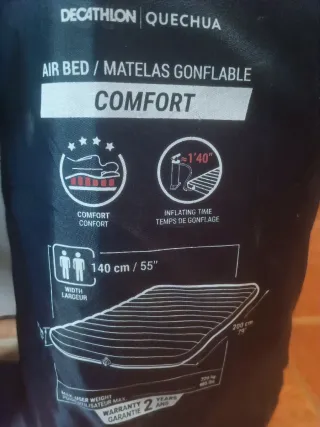 DECATHLON | QUECHUA
AIR BED / MATELAS GONFLABLE
COMFORT
≈1'40"
COMFORT
CONFORT
INFLATING TIME
TEMPS DE GONFLAGE
140 cm / 55"
WIDTH
LARGEUR
200 cm
WARRANTY 2 YEARS
GARANTIE 2 ANS